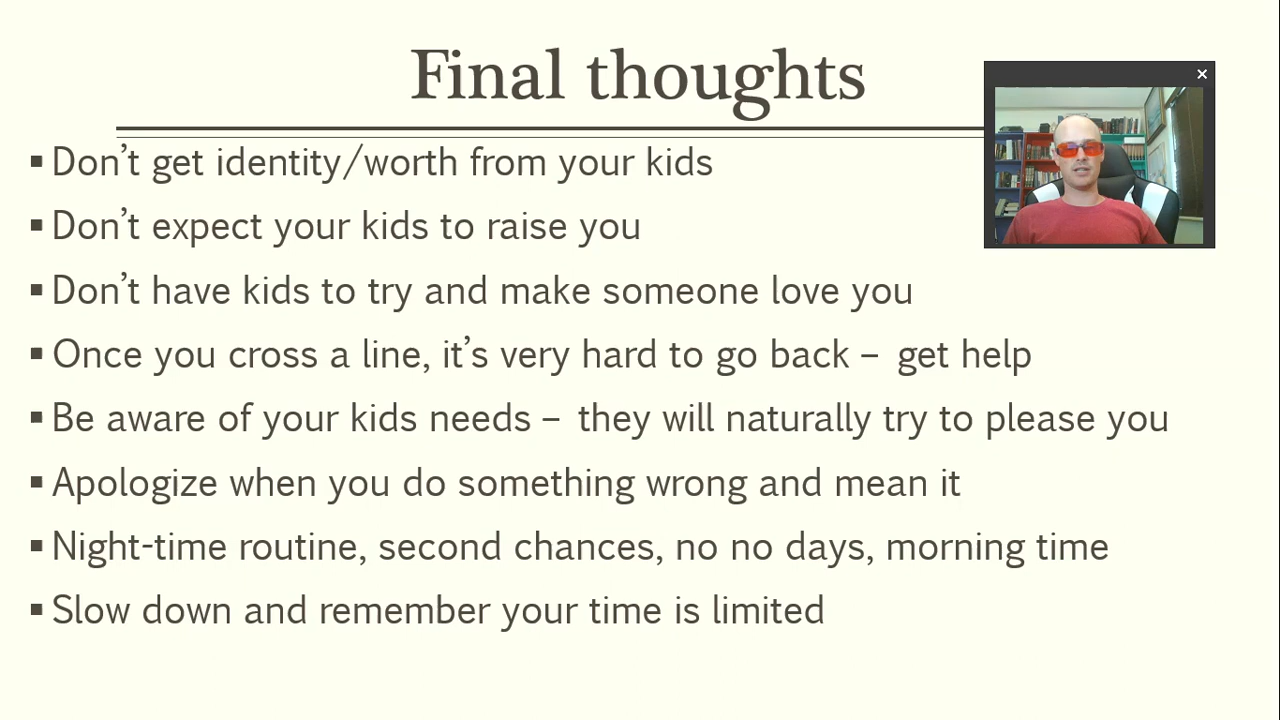 Final thoughts
▪ Don’t get identity/worth from your kids
▪ Don’t expect your kids to raise you
▪ Don’t have kids to try and make someone love you
▪ Once you cross a line, it’s very hard to go back – get help
▪ Be aware of your kids needs – they will naturally try to please you
▪ Apologize when you do something wrong and mean it
▪ Night-time routine, second chances, no no days, morning time
▪ Slow down and remember your time is limited